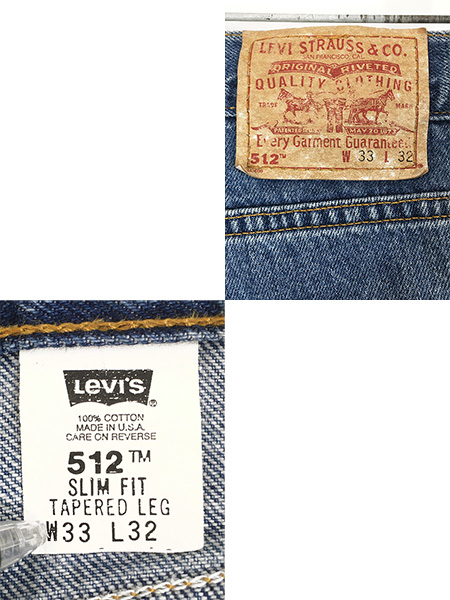 LEVI STRAUSS & CO.
SAN FRANCISCO, CAL.
ORIGINAL RIVETED
QUALITY CLOTHING
TRADE MARK
PATENTED MAY 20 1873
Every Garment Guaranteed
512™ W 33 L 32
LEVI'S
100% COTTON
MADE IN U.S.A.
CARE ON REVERSE
512™
SLIM FIT
TAPERED LEG
W33 L32